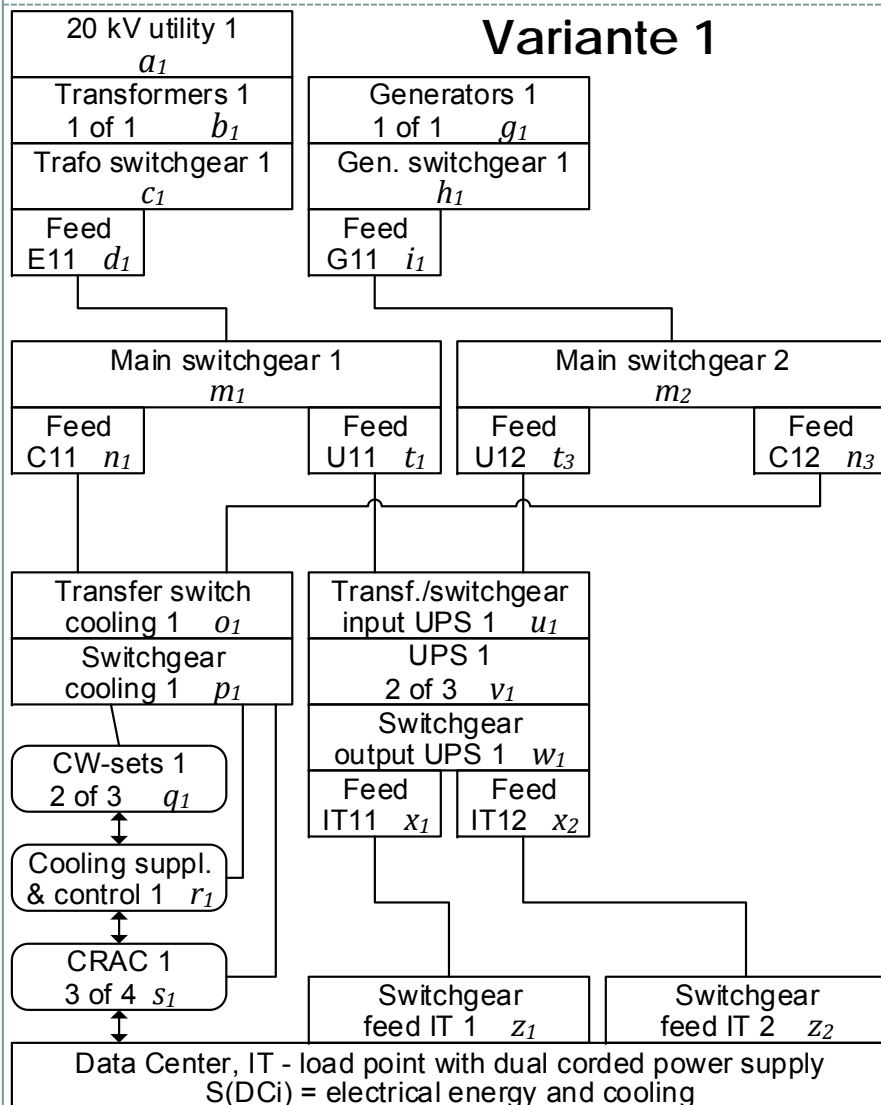 Variante 1
20 kV utility 1
a1
Transformers 1
1 of 1 b1
Trafo switchgear 1
c1
Feed
E11 d1
Generators 1
1 of 1 g1
Gen. switchgear 1
h1
Feed
G11 i1
Main switchgear 1
m1
Feed
C11 n1
Feed
U11 t1
Main switchgear 2
m2
Feed
U12 t3
Feed
C12 n3
Transfer switch
cooling 1 o1
Switchgear
cooling 1 p1
Transf./switchgear
input UPS 1 u1
UPS 1
2 of 3 v1
Switchgear
output UPS 1 w1
Feed
IT11 x1
Feed
IT12 x2
CW-sets 1
2 of 3 q1
Cooling suppl.
& control 1 r1
CRAC 1
3 of 4 s1
Switchgear
feed IT 1 z1
Switchgear
feed IT 2 z2
Data Center, IT - load point with dual corded power supply
S(DCi) = electrical energy and cooling